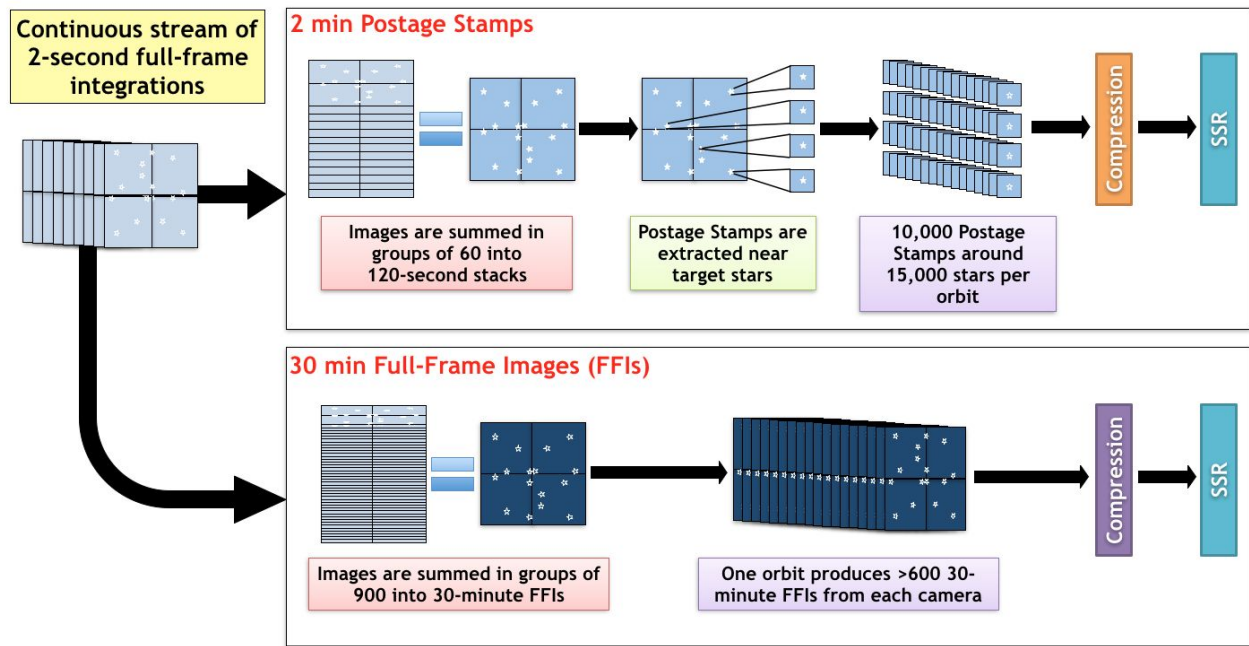 Continuous stream of
2-second full-frame
integrations
2 min Postage Stamps
Images are summed in
groups of 60 into
120-second stacks
Postage Stamps are
extracted near
target stars
10,000 Postage
Stamps around
15,000 stars per
orbit
Compression
SSR
30 min Full-Frame Images (FFIs)
Images are summed in groups of
900 into 30-minute FFIs
One orbit produces >600 30-
minute FFIs from each camera
Compression
SSR